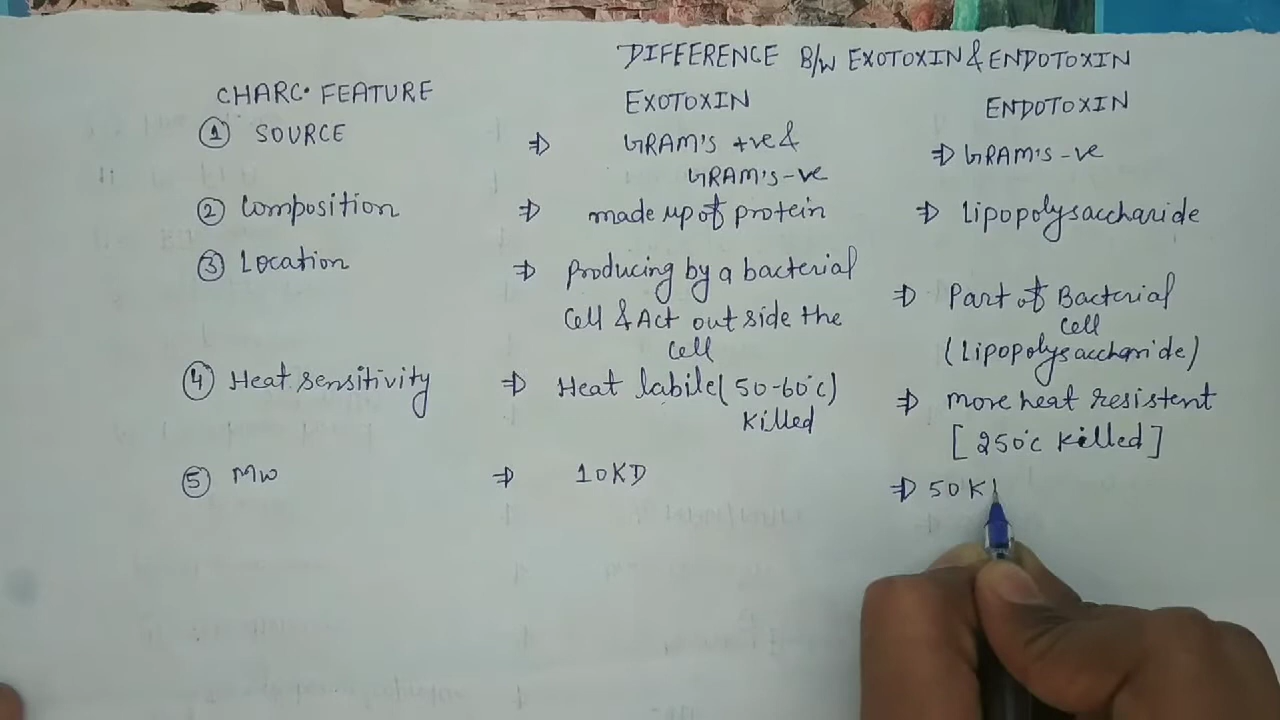 DIFFERENCE B/W EXOTOXIN & ENDOTOXIN
CHARC. FEATURE
EXOTOXIN
ENDOTOXIN
① SOURCE
⇒ GRAM'S +ve &
GRAM'S -ve
⇒ GRAM'S -ve
② Composition
⇒ made up of protein
⇒ Lipopolysaccharide
③ Location
⇒ Producing by a bacterial
Cell & Act out side the
Cell
⇒ Part of Bacterial
Cell
(Lipopolysaccharide)
④ Heat sensitivity
⇒ Heat labile (50-60°C)
Killed
⇒ more heat resistent
[250°C Killed]
⑤ MW
⇒ 10KD
⇒ 50K